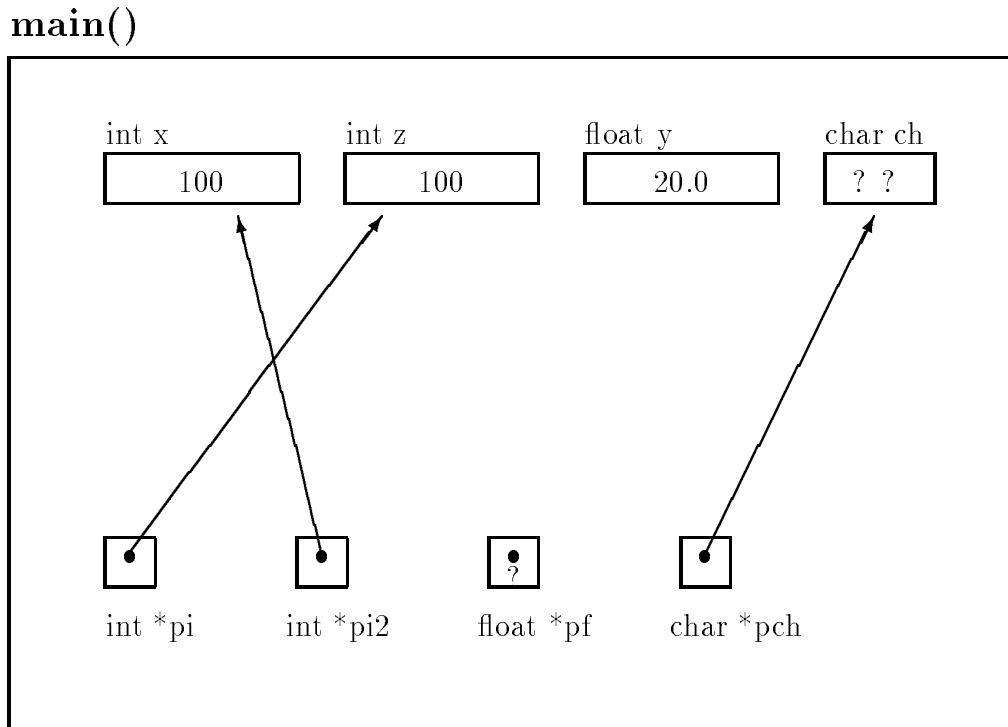 main()
int x int z float y char ch
100 100 20.0 ? ?
?
int *pi int *pi2 float *pf char *pch